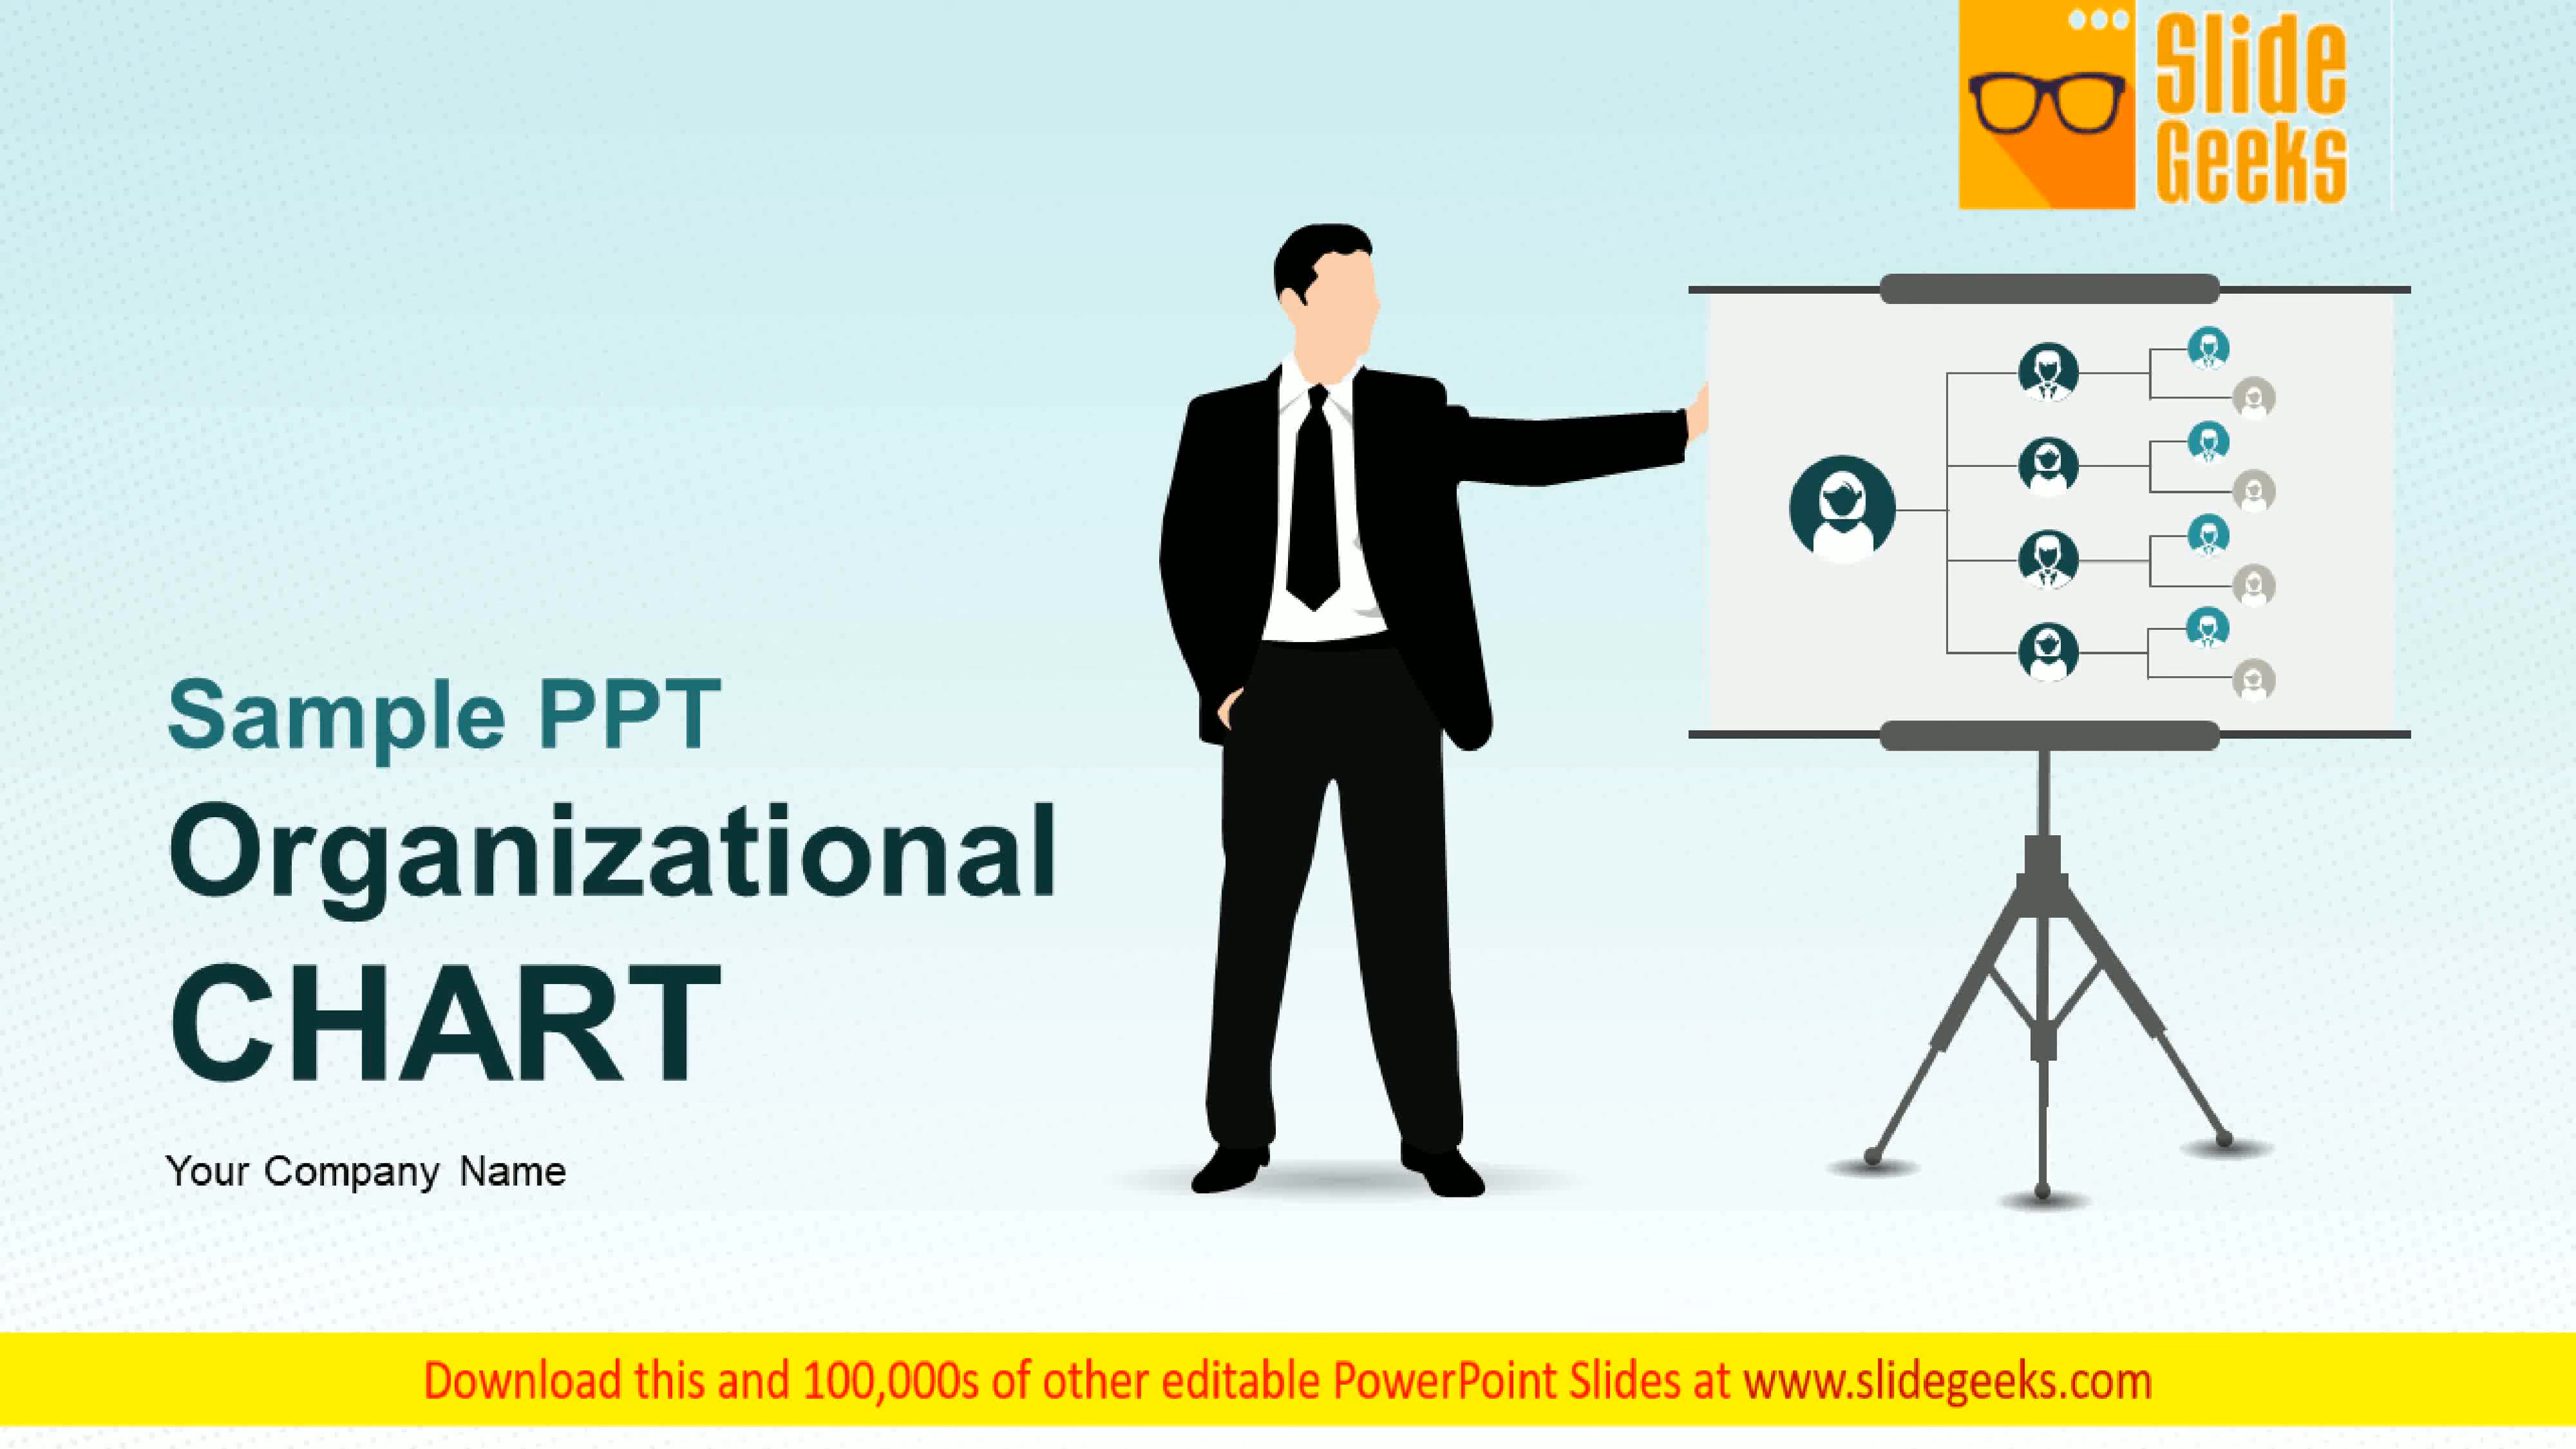 Slide
Geeks
Sample PPT
Organizational
CHART
Your Company Name
Download this and 100,000s of other editable PowerPoint Slides at www.slidegeeks.com